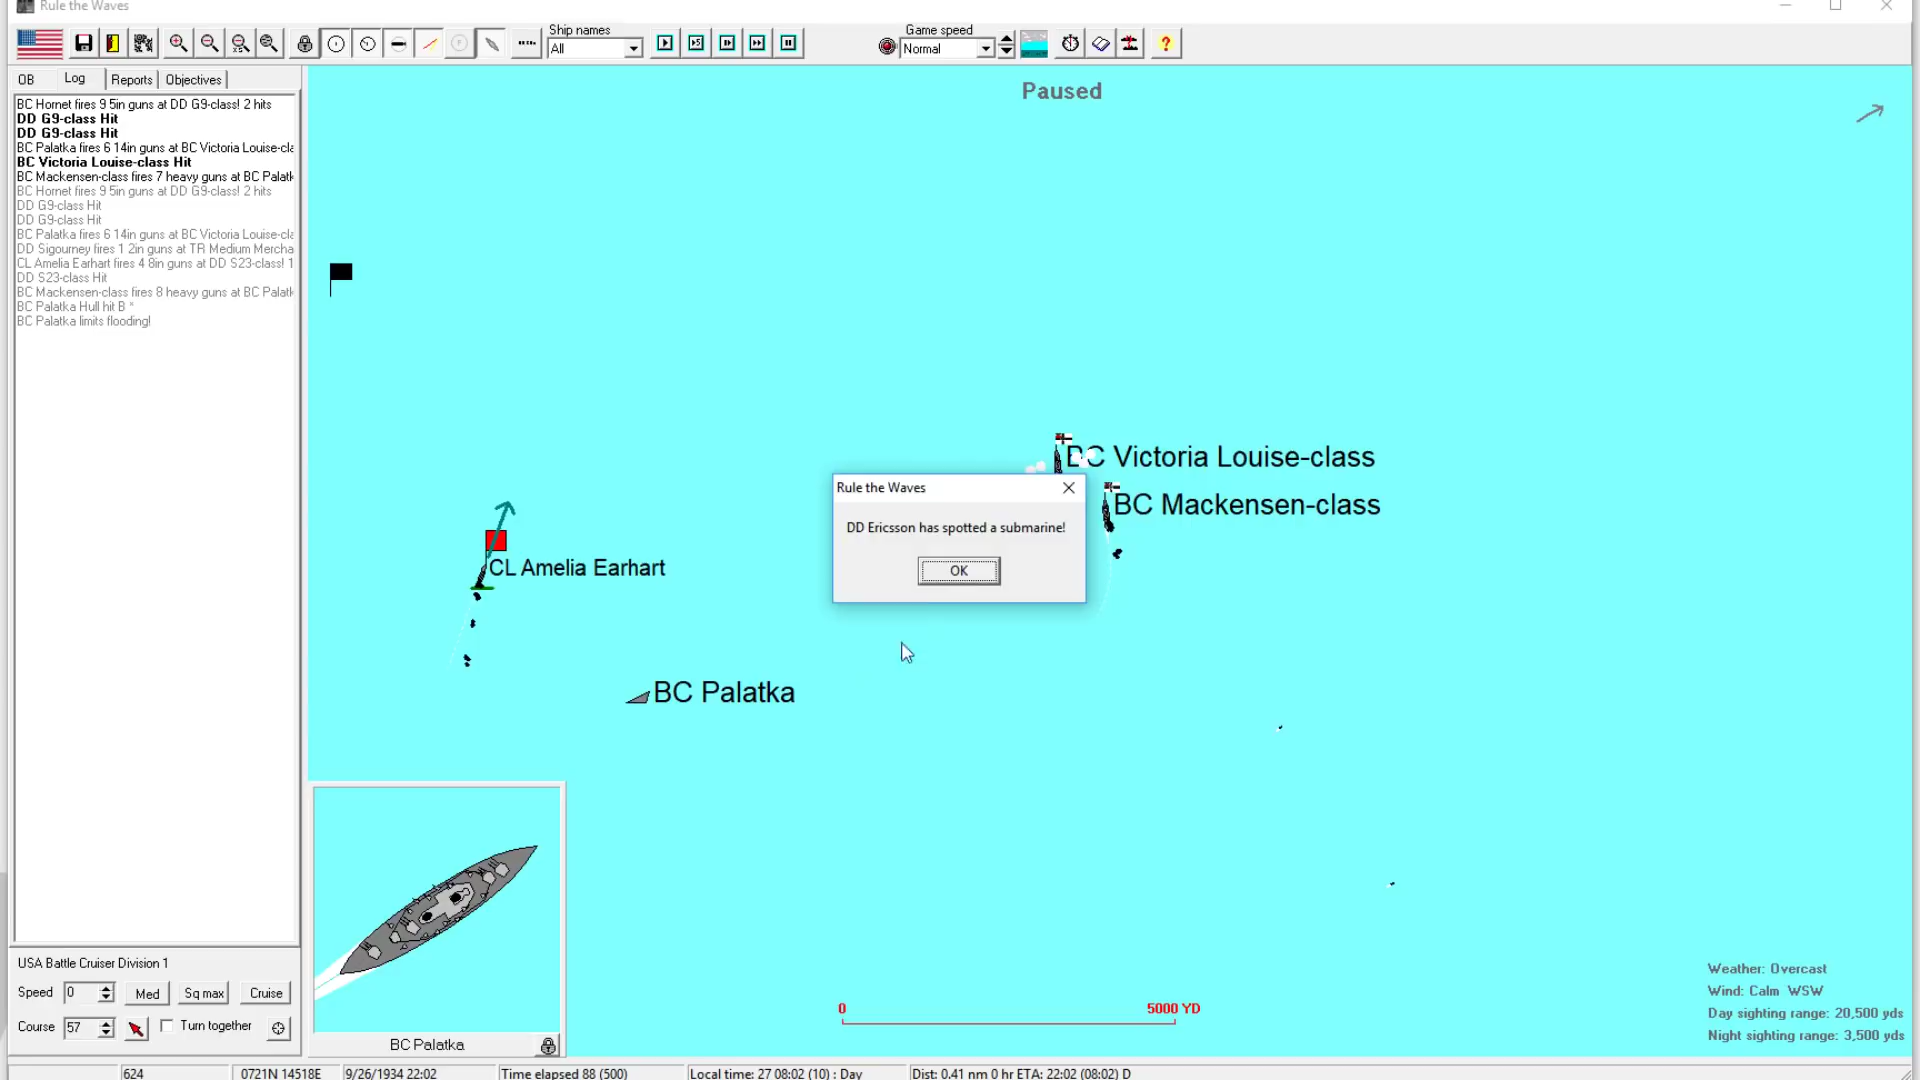 Rule the Waves
Ship names
All
Game speed
Normal
?
OB
Log
Reports
Objectives
BC Hornet fires 9 5in guns at DD G9-class! 2 hits
DD G9-class Hit
DD G9-class Hit
BC Palatka fires 6 14in guns at BC Victoria Louise-cla
BC Victoria Louise-class Hit
BC Mackensen-class fires 7 heavy guns at BC Palatk
BC Hornet fires 9 5in guns at DD G9-class! 2 hits
DD G9-class Hit
DD G9-class Hit
BC Palatka fires 6 14in guns at BC Victoria Louise-cla
DD Sigourney fires 1 2in guns at TR Medium Mercha
CL Amelia Earhart fires 4 8in guns at DD S23-class! 1
DD S23-class Hit
BC Mackensen-class fires 8 heavy guns at BC Palatk
BC Palatka Hull hit B *
BC Palatka limits flooding!
Paused
BC Victoria Louise-class
BC Mackensen-class
CL Amelia Earhart
BC Palatka
Rule the Waves
DD Ericsson has spotted a submarine!
OK
0
5000 YD
Weather: Overcast
Wind: Calm WSW
Day sighting range: 20,500 yds
Night sighting range: 3,500 yds
BC Palatka
USA Battle Cruiser Division 1
Speed
0
Med
Sq max
Cruise
Course
57
Turn together
624
0721N 14518E
9/26/1934 22:02
Time elapsed 88 (500)
Local time: 27 08:02 (10) : Day
Dist: 0.41 nm 0 hr ETA: 22:02 (08:02) D